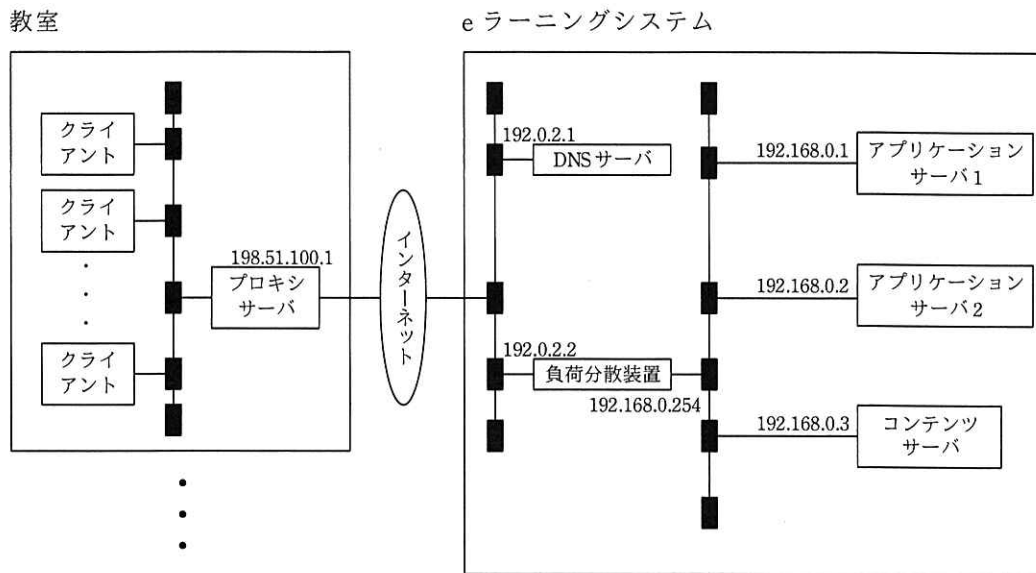 教室
eラーニングシステム
クライ
アント
クライ
アント
クライ
アント
198.51.100.1
プロキシ
サーバ
インターネット
192.0.2.1
DNSサーバ
192.0.2.2
負荷分散装置
192.168.0.254
192.168.0.1
アプリケーション
サーバ1
192.168.0.2
アプリケーション
サーバ2
192.168.0.3
コンテンツ
サーバ